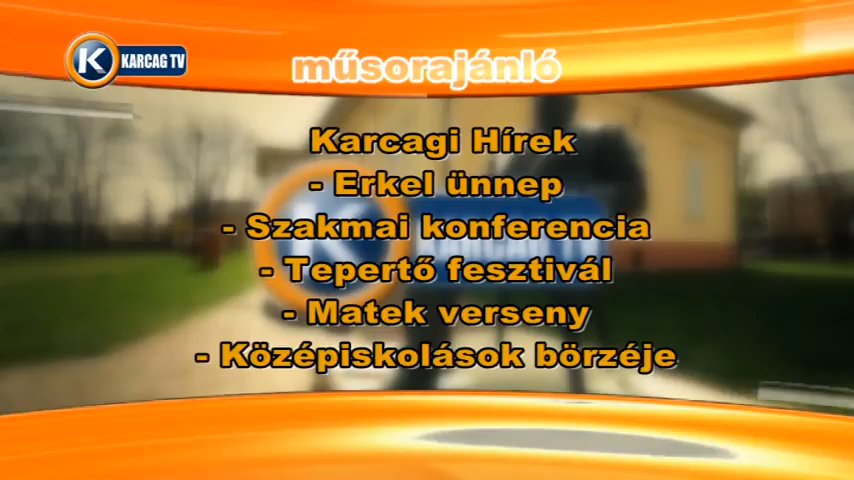 K KARCAG TV
műsorajánló
Karcagi Hírek
- Erkel ünnep
- Szakmai konferencia
- Tepertő fesztivál
- Matek verseny
- Középiskolások börzéje